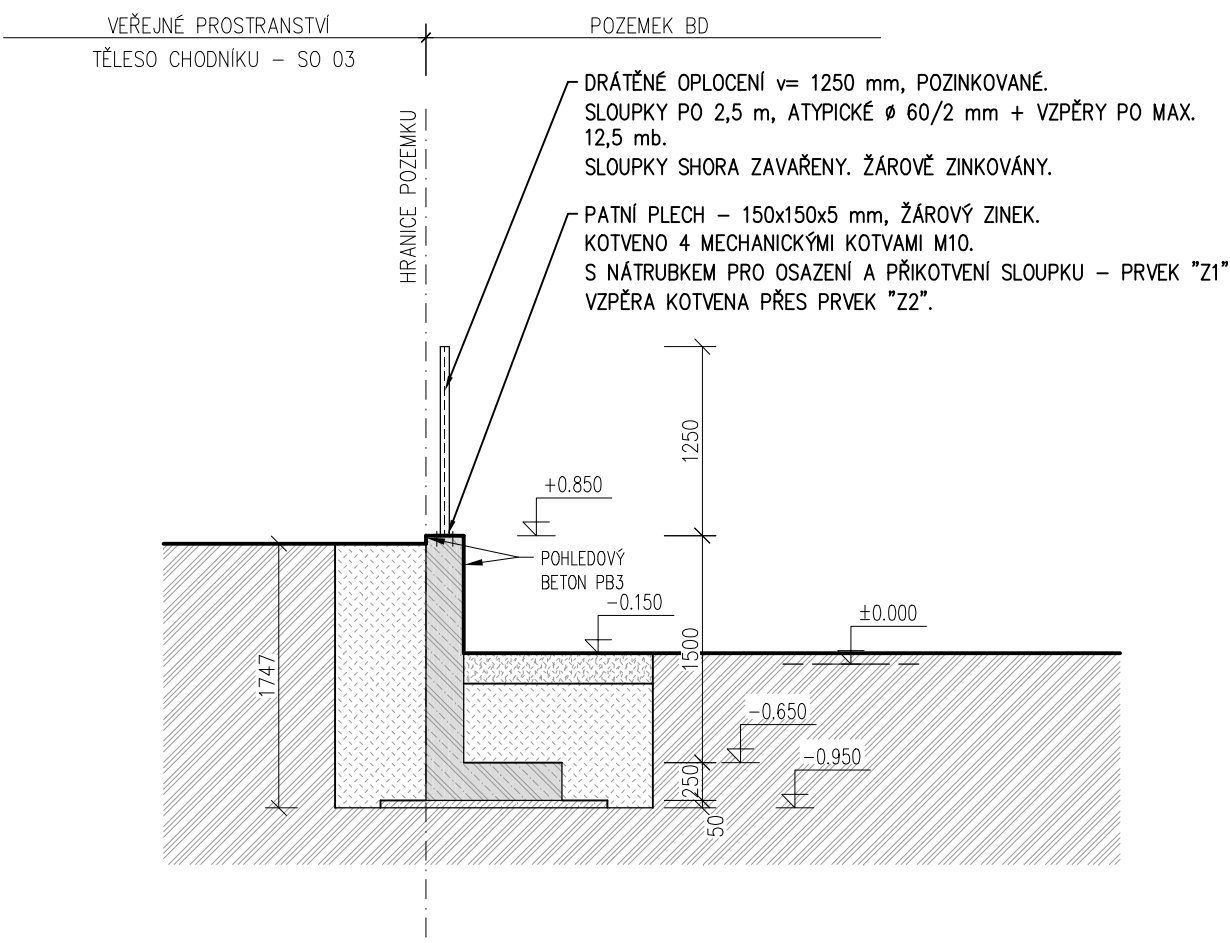 VEŘEJNÉ PROSTRANSTVÍ
POZEMEK BD
TĚLESO CHODNÍKU – SO 03
HRANICE POZEMKU
DRÁTĚNÉ OPLOCENÍ v= 1250 mm, POZINKOVANÉ.
SLOUPKY PO 2,5 m, ATYPICKÉ ø 60/2 mm + VZPĚRY PO MAX.
12,5 mb.
SLOUPKY SHORA ZAVAŘENY. ŽÁROVĚ ZINKOVÁNY.
PATNÍ PLECH – 150x150x5 mm, ŽÁROVÝ ZINEK.
KOTVENO 4 MECHANICKÝMI KOTVAMI M10.
S NÁTRUBKEM PRO OSAZENÍ A PŘIKOTVENÍ SLOUPKU – PRVEK "Z1"
VZPĚRA KOTVENA PŘES PRVEK "Z2".
1250
+0.850
POHLEDOVÝ
BETON PB3
-0.150
±0.000
1500
1747
-0.650
-0.950
250
50